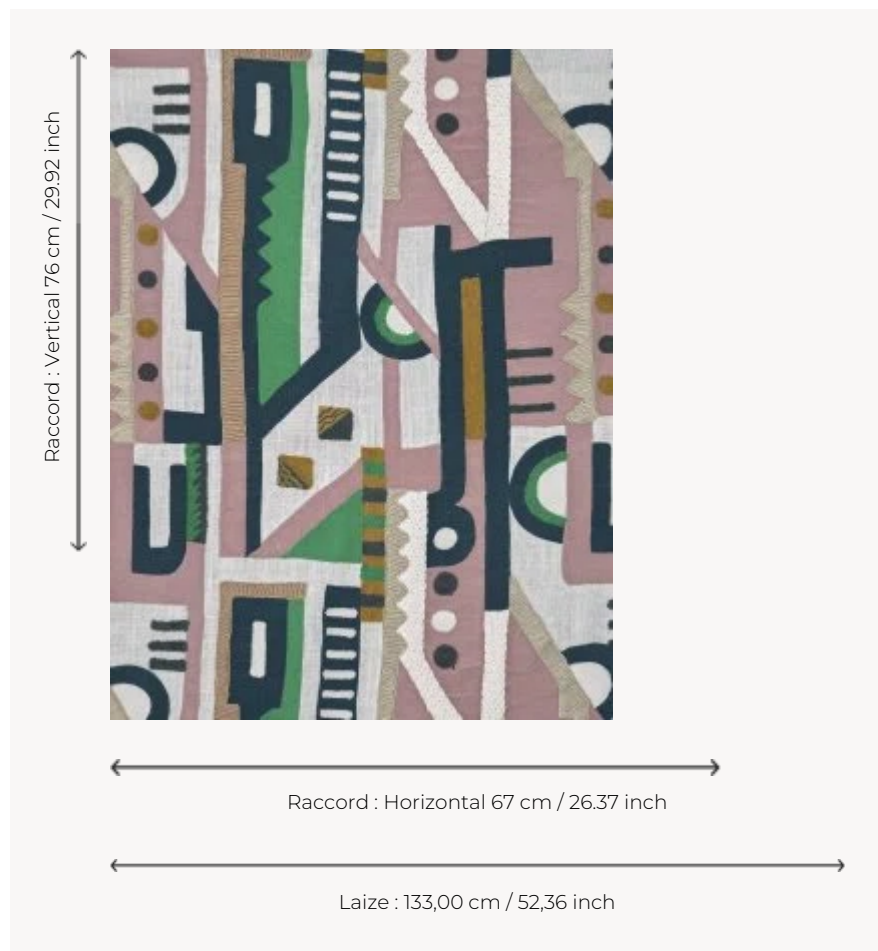 Raccord : Vertical 76 cm / 29.92 inch
Raccord : Horizontal 67 cm / 26.37 inch
Laize : 133,00 cm / 52,36 inch